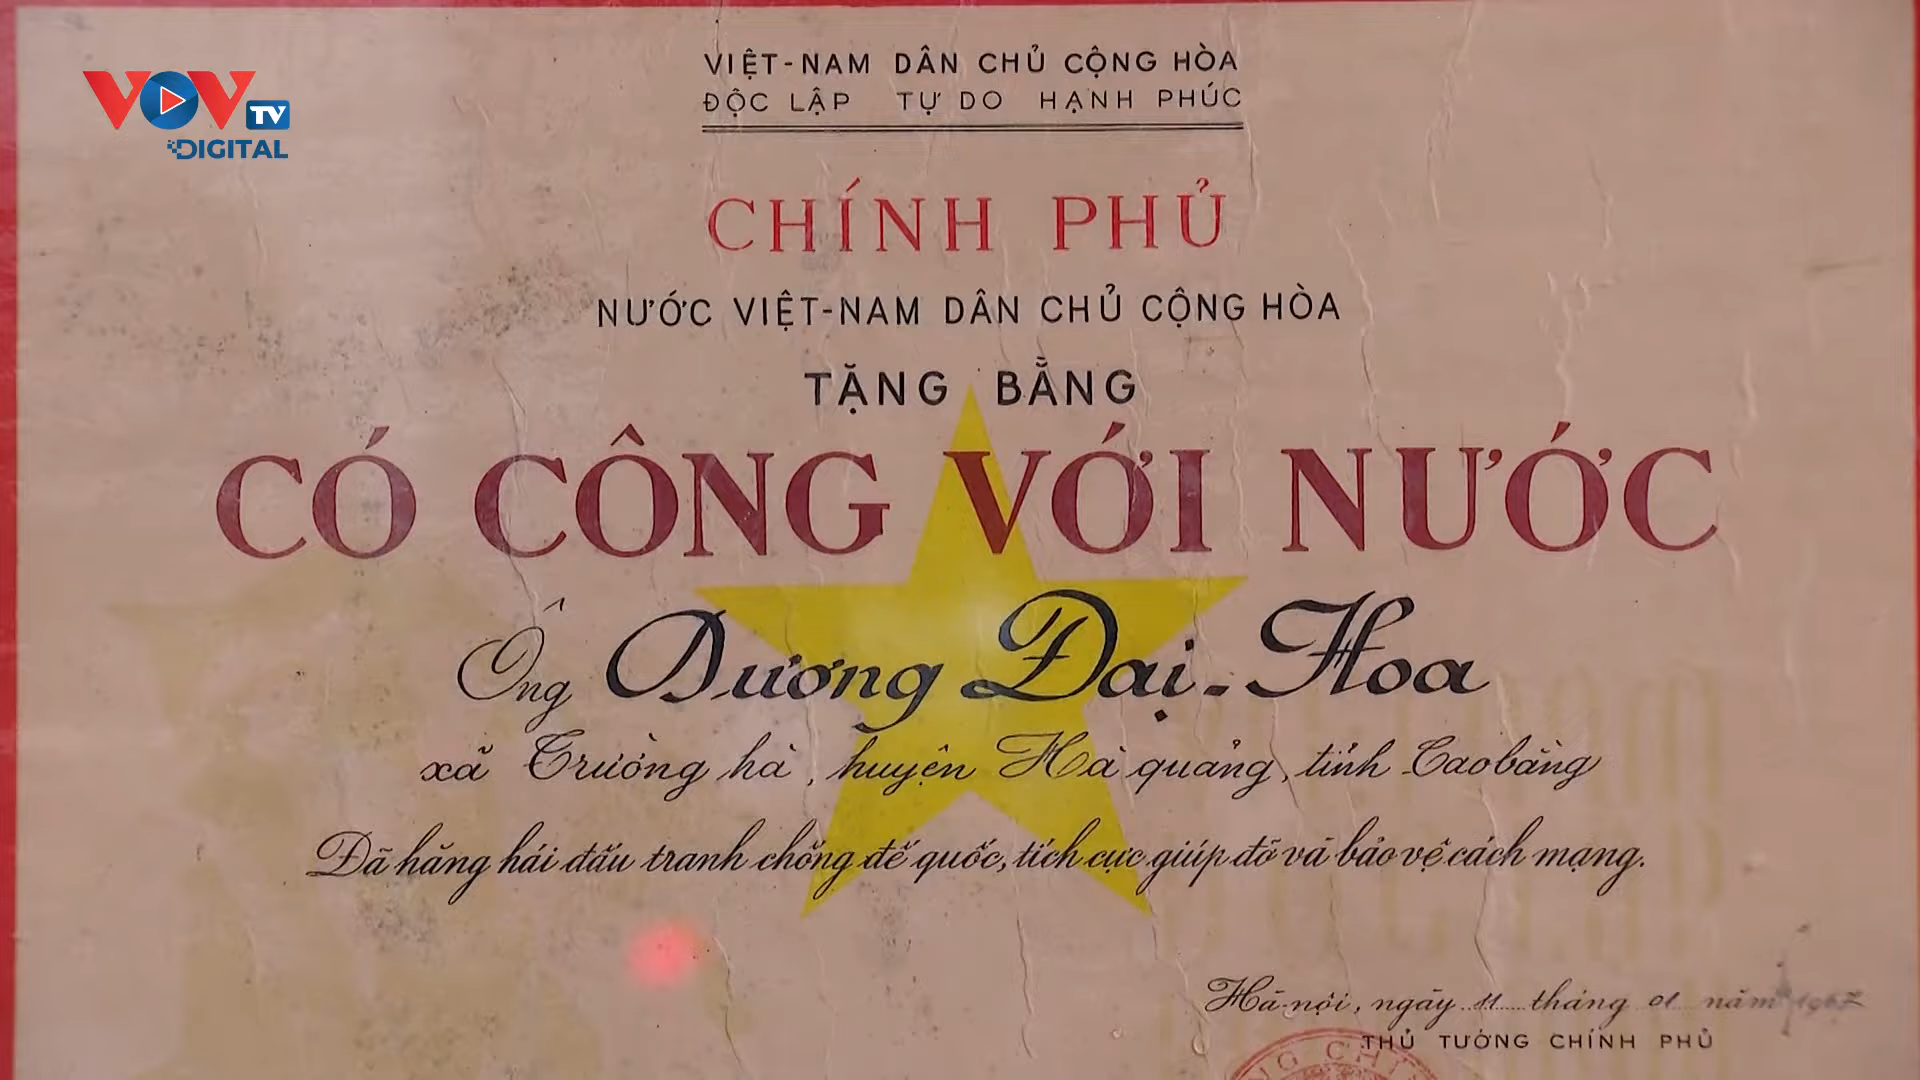 VOV TV
DIGITAL
VIỆT-NAM DÂN CHỦ CỘNG HÒA
ĐỘC LẬP TỰ DO HẠNH PHÚC
CHÍNH PHỦ
NƯỚC VIỆT-NAM DÂN CHỦ CỘNG HÒA
TẶNG BẰNG
CÓ CÔNG VỚI NƯỚC
Ông Dương Đại-Hoa
xã Trường hà, huyện Hà quảng, tỉnh Caobằng
Đã hăng hái đấu tranh chống đế quốc, tích cực giúp đỡ và bảo vệ cách mạng.
Hà-nội, ngày 11 tháng 01 năm 1967
THỦ TƯỚNG CHÍNH PHỦ